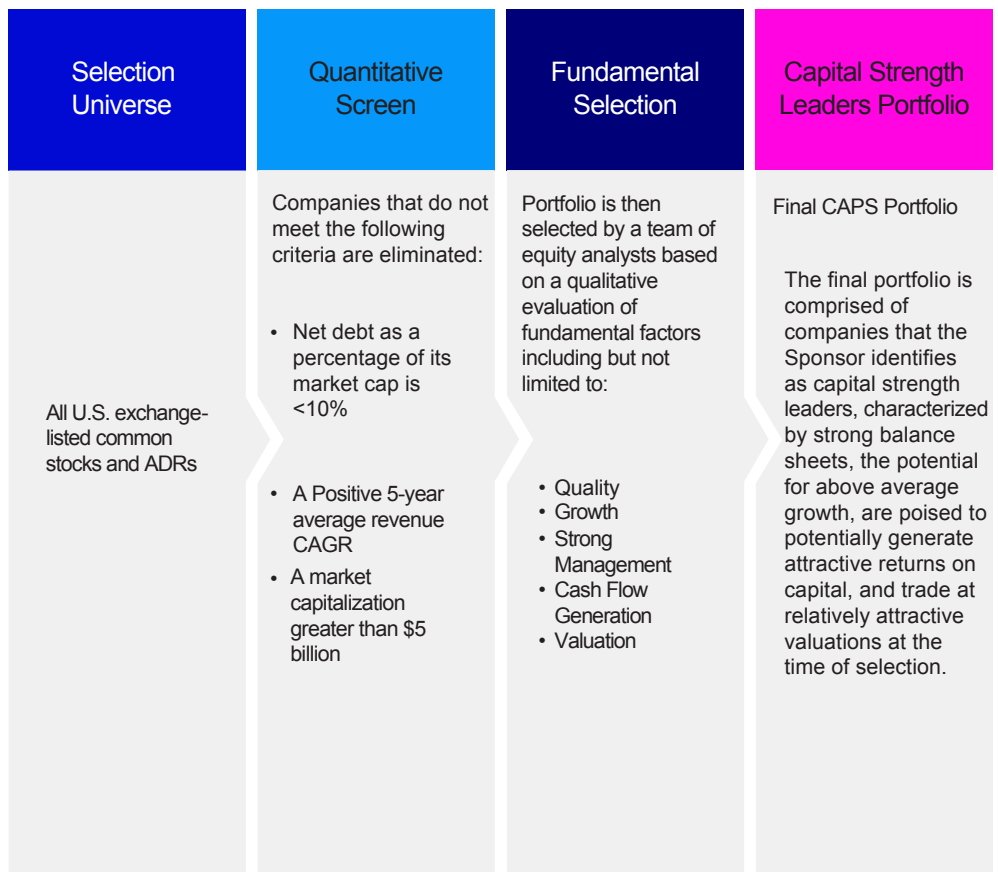 Selection
Universe
All U.S. exchange-
listed common
stocks and ADRs
Quantitative
Screen
Companies that do not
meet the following
criteria are eliminated:
• Net debt as a
percentage of its
market cap is
<10%
• A Positive 5-year
average revenue
CAGR
• A market
capitalization
greater than $5
billion
Fundamental
Selection
Portfolio is then
selected by a team of
equity analysts based
on a qualitative
evaluation of
fundamental factors
including but not
limited to:
• Quality
• Growth
• Strong
Management
• Cash Flow
Generation
• Valuation
Capital Strength
Leaders Portfolio
Final CAPS Portfolio
The final portfolio is
comprised of
companies that the
Sponsor identifies
as capital strength
leaders, characterized
by strong balance
sheets, the potential
for above average
growth, are poised to
potentially generate
attractive returns on
capital, and trade at
relatively attractive
valuations at the
time of selection.